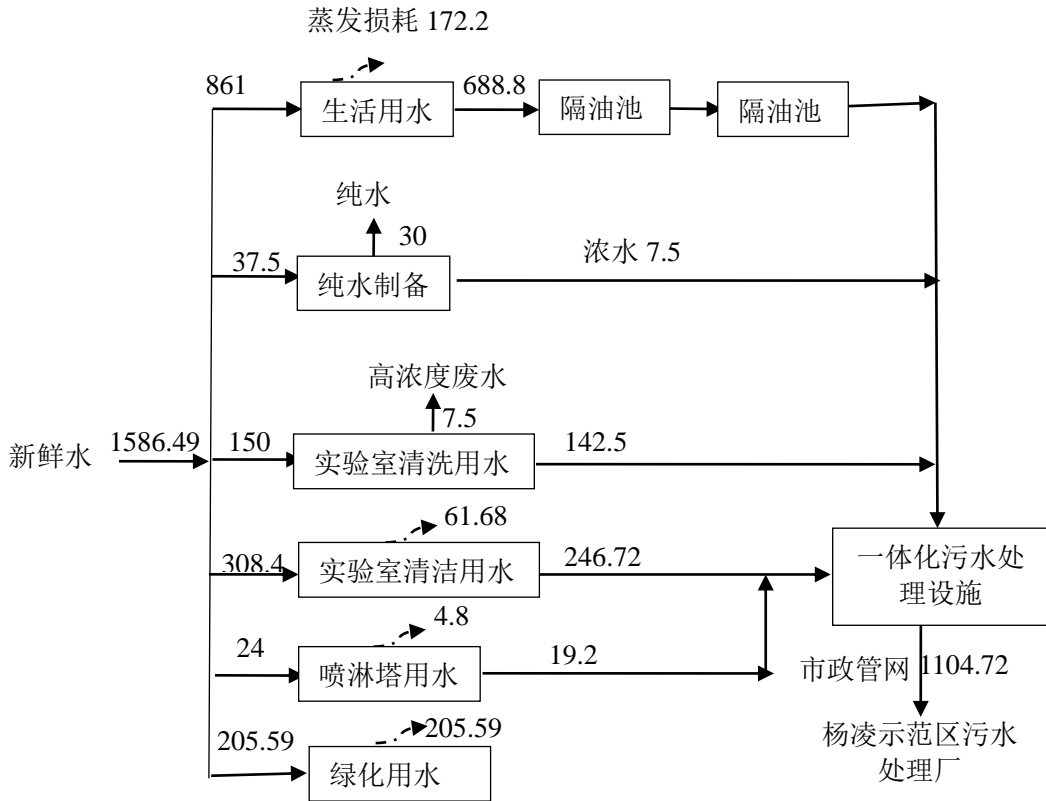 蒸发损耗 172.2
861
生活用水
688.8
隔油池
隔油池
纯水
30
37.5
纯水制备
浓水 7.5
高浓度废水
7.5
新鲜水
1586.49
150
实验室清洗用水
142.5
61.68
308.4
实验室清洁用水
246.72
一体化污水处
理设施
4.8
24
喷淋塔用水
19.2
市政管网
1104.72
205.59
205.59
绿化用水
杨凌示范区污水
处理厂